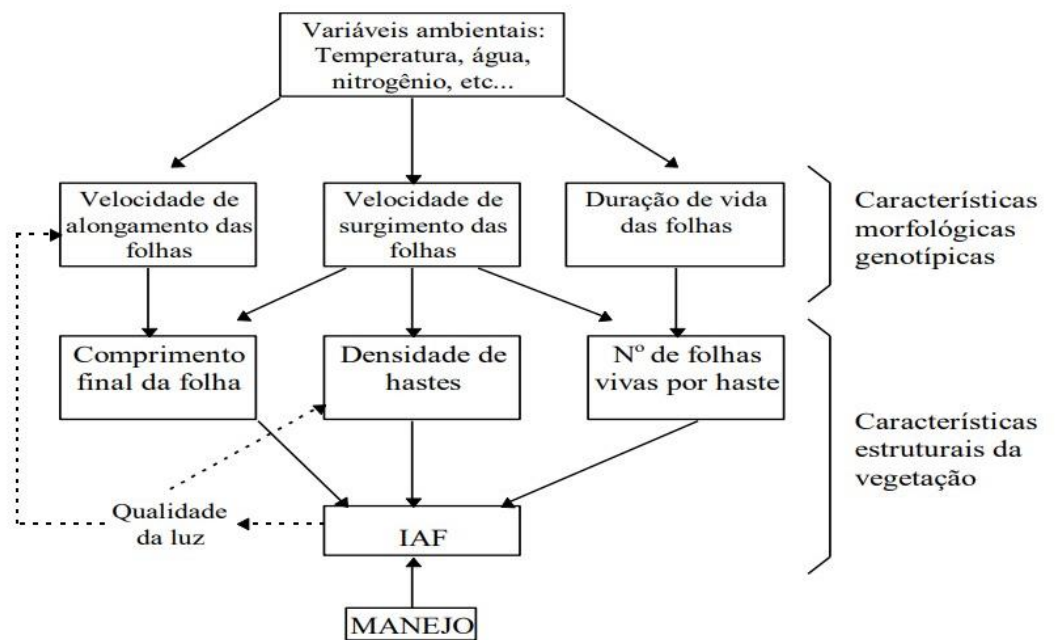 Variáveis ambientais:
Temperatura, água,
nitrogênio, etc...
Velocidade de
alongamento das
folhas
Velocidade de
surgimento das
folhas
Duração de vida
das folhas
Características
morfológicas
genotípicas
Comprimento
final da folha
Densidade de
hastes
Nº de folhas
vivas por haste
Características
estruturais da
vegetação
Qualidade
da luz
IAF
MANEJO